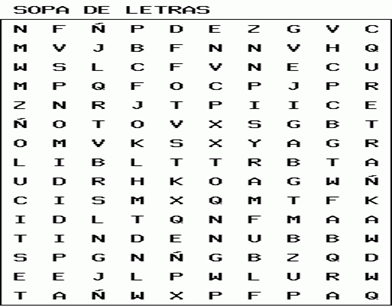 SOPA DE LETRAS
N F Ñ P D E Z G V C
M V J B F N N V H Q
W S L C F V N E C U
M P Q F O C P J P R
Z N R J T P I I C E
Ñ O T O V X S G B T
O M V K S X Y A G R
L I B L T T R B T A
U D R H K O A G W Ñ
C I S M X Q M T F K
I D L T Q N F M A A
T I N D E N U B B W
S P G N Ñ G B Z Q D
E E J L P W L U R W
T A Ñ W X P F P A Q